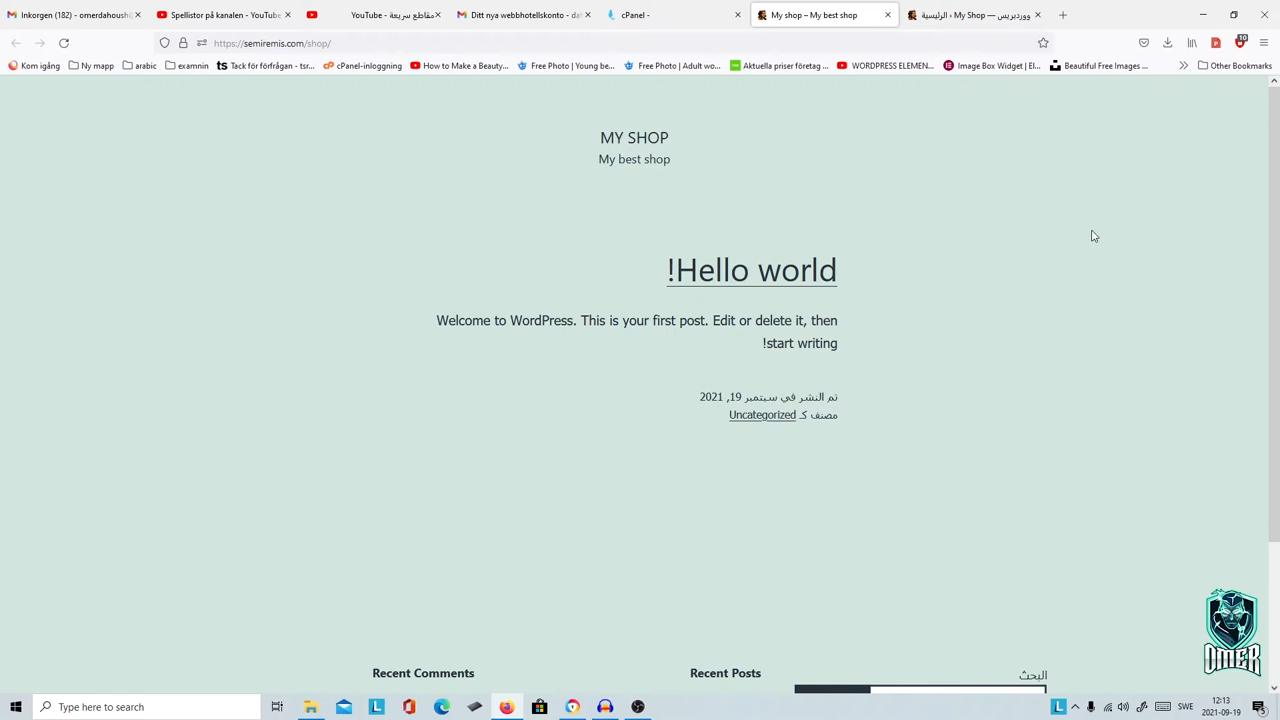 Inkorgen (182) - omerdahoush@
Spellistor på kanalen - YouTube
YouTube - مقاطع سريعة
Ditt nya webbhotellskonto - dah
cPanel -
My shop – My best shop
الرئيسية ‹ My Shop — ووردبريس
https://semiremis.com/shop/
10
Kom igång
Ny mapp
arabic
examnin
Tack för förfrågan - tsr...
cPanel-inloggning
How to Make a Beauty...
Free Photo | Young be...
Free Photo | Adult wo...
Aktuella priser företag ...
WORDPRESS ELEMEN...
Image Box Widget | El...
Beautiful Free Images ...
Other Bookmarks
MY SHOP
My best shop
!Hello world
Welcome to WordPress. This is your first post. Edit or delete it, then
!start writing
تم النشر في سبتمبر 19, 2021
مصنف كـ Uncategorized
Recent Comments
Recent Posts
البحث
OMER
Type here to search
SWE
12:13
2021-09-19
5